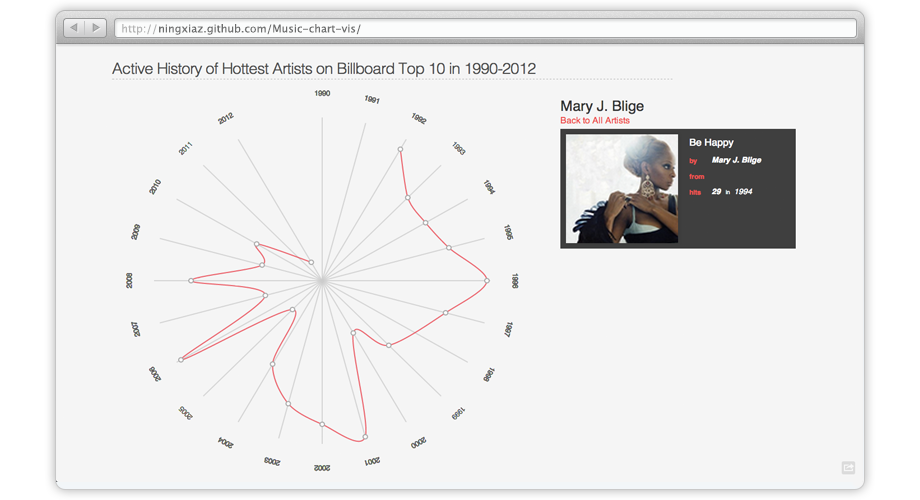 http://ningxiaz.github.com/Music-chart-vis/
Active History of Hottest Artists on Billboard Top 10 in 1990-2012
1990
1991
1992
1993
1994
1995
1996
1997
1998
1999
2000
2001
2002
2003
2004
2005
2006
2007
2008
2009
2010
2011
2012
Mary J. Blige
Back to All Artists
Be Happy
by Mary J. Blige
from
hits 29 in 1994